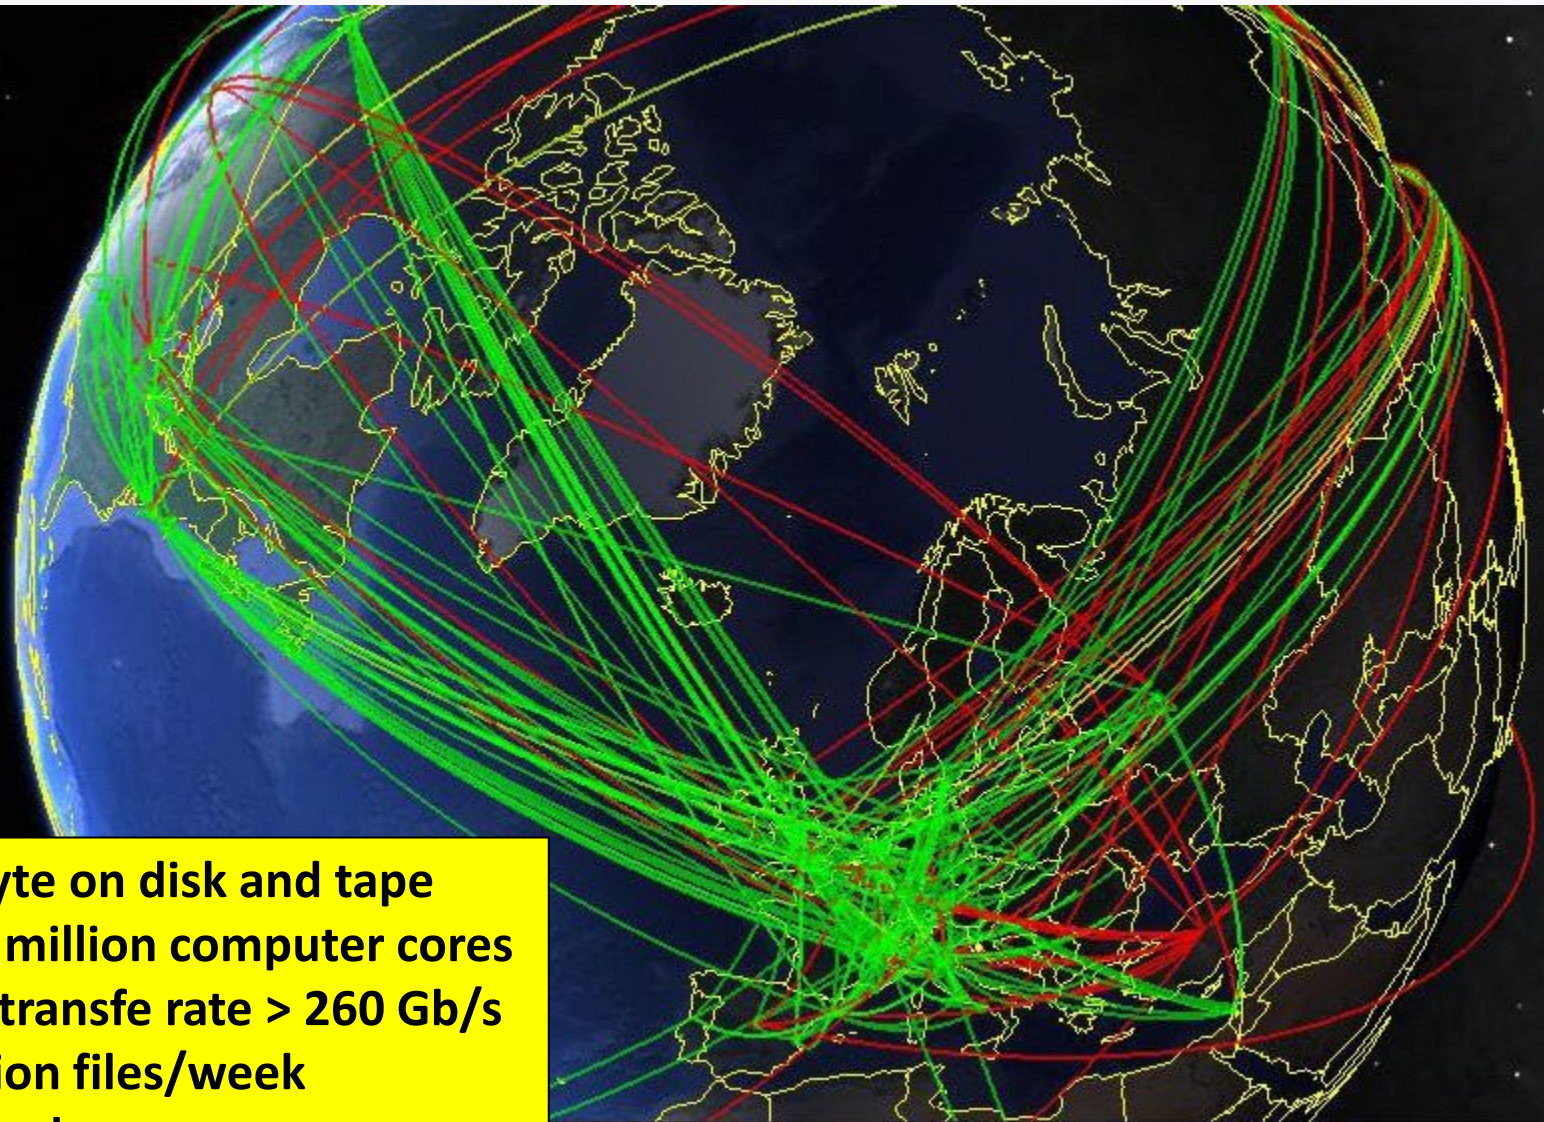 yte on disk and tape
million computer cores
transfe rate > 260 Gb/s
ion files/week